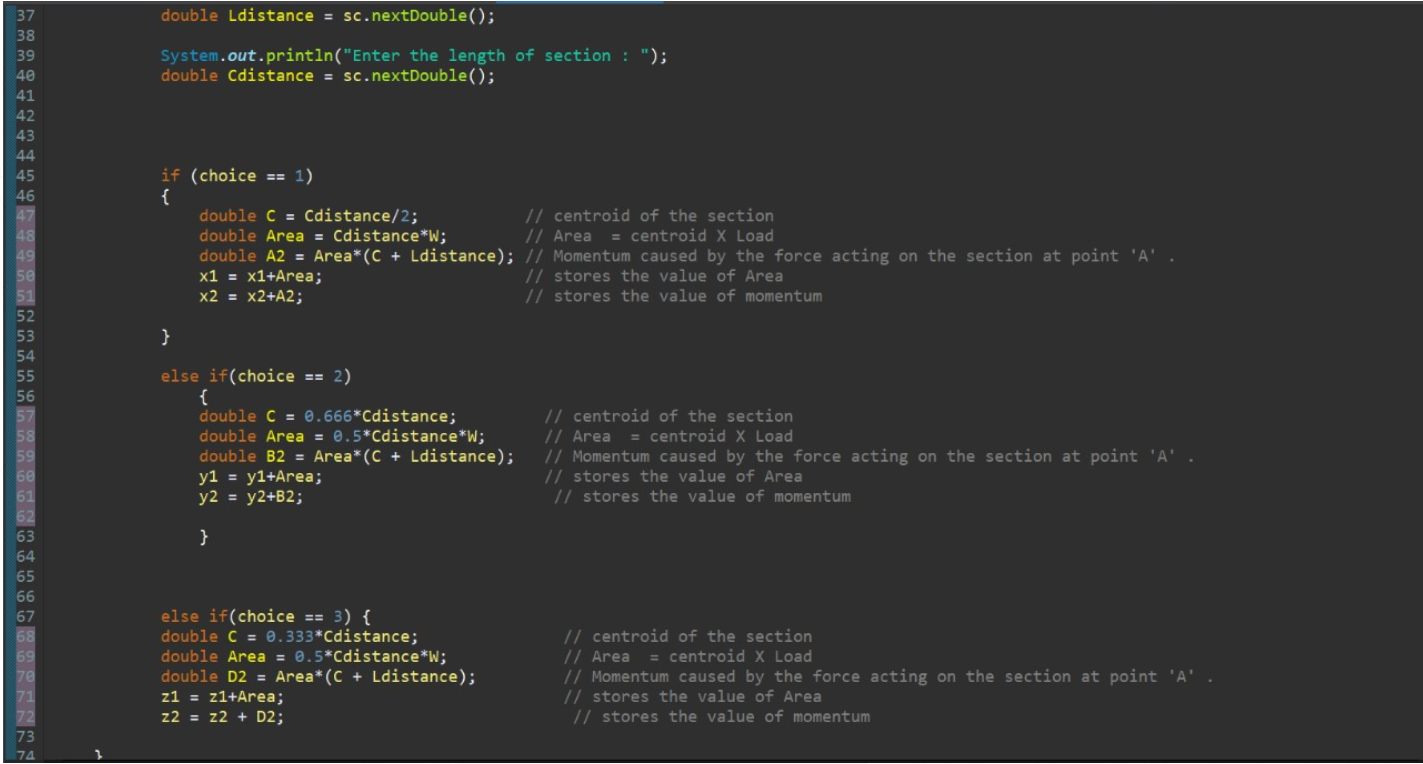 37 double Ldistance = sc.nextDouble();
38
39 System.out.println("Enter the length of section : ");
40 double Cdistance = sc.nextDouble();
41
42
43
44
45 if (choice == 1)
46 {
47 double C = Cdistance/2; // centroid of the section
48 double Area = Cdistance*W; // Area  = centroid X Load
49 double A2 = Area*(C + Ldistance); // Momentum caused by the force acting on the section at point 'A' .
50 x1 = x1+Area; // stores the value of Area
51 x2 = x2+A2; // stores the value of momentum
52
53 }
54
55 else if(choice == 2)
56 {
57 double C = 0.666*Cdistance; // centroid of the section
58 double Area = 0.5*Cdistance*W; // Area  = centroid X Load
59 double B2 = Area*(C + Ldistance); // Momentum caused by the force acting on the section at point 'A' .
60 y1 = y1+Area; // stores the value of Area
61 y2 = y2+B2; // stores the value of momentum
62
63 }
64
65
66
67 else if(choice == 3) {
68 double C = 0.333*Cdistance; // centroid of the section
69 double Area = 0.5*Cdistance*W; // Area  = centroid X Load
70 double D2 = Area*(C + Ldistance); // Momentum caused by the force acting on the section at point 'A' .
71 z1 = z1+Area; // stores the value of Area
72 z2 = z2 + D2; // stores the value of momentum
73
74 }